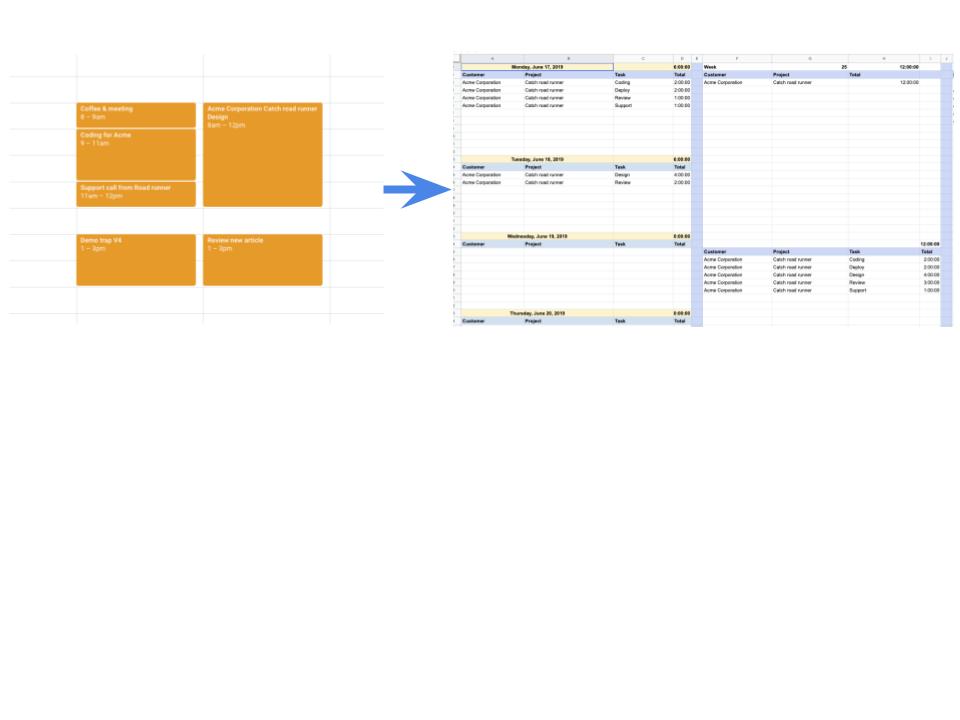 Coffee & meeting
8 – 9am
Coding for Acme
9 – 11am
Support call from Road runner
11am – 12pm
Demo trap V4
1 – 3pm
Acme Corporation Catch road runner
Design
8am – 12pm
Review new article
1 – 3pm
A B C D E F G H I J
Monday, June 17, 2019 6:00:00
Customer Project Task Total
Acme Corporation Catch road runner Coding 2:00:00
Acme Corporation Catch road runner Deploy 2:00:00
Acme Corporation Catch road runner Review 1:00:00
Acme Corporation Catch road runner Support 1:00:00
Tuesday, June 18, 2019 6:00:00
Customer Project Task Total
Acme Corporation Catch road runner Design 4:00:00
Acme Corporation Catch road runner Review 2:00:00
Wednesday, June 19, 2019 0:00:00
Customer Project Task Total
Thursday, June 20, 2019 0:00:00
Customer Project Task Total
Week 25 12:00:00
Customer Project Total
Acme Corporation Catch road runner 12:00:00
12:00:00
Customer Project Task Total
Acme Corporation Catch road runner Coding 2:00:00
Acme Corporation Catch road runner Deploy 2:00:00
Acme Corporation Catch road runner Design 4:00:00
Acme Corporation Catch road runner Review 3:00:00
Acme Corporation Catch road runner Support 1:00:00